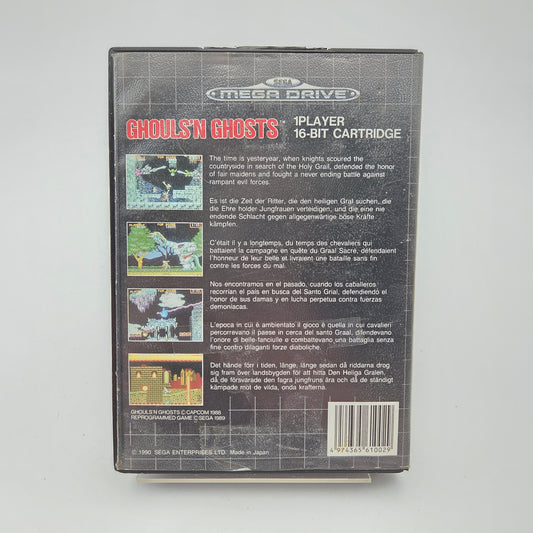 SEGA
MEGA DRIVE
GHOULS'N GHOSTS™ 1PLAYER
16-BIT CARTRIDGE
The time is yesteryear, when knights scoured the
countryside in search of the Holy Grail, defended the honor
of fair maidens and fought a never ending battle against
rampant evil forces.
Es ist die Zeit der Ritter, die den heiligen Gral suchen, die
die Ehre holder Jungfrauen verteidigen, und die eine nie
endende Schlacht gegen allgegenwärtige böse Kräfte
kämpfen.
C'était il y a longtemps, du temps des chevaliers qui
battaient la campagne en quête du Graal Sacre, défendaient
l'honneur de leur belle et livraient une bataille sans fin
contre les forces du mal.
Nos encontramos en el pasado, cuando los caballeros
recorrían el país en busca del Santo Grial, defendiendó el
honor de sus damas y en lucha perpetua contra fuerzas
demoníacas.
L'epoca in cui è ambientato il gioco è quella in cui cavalieri
percorrevano il paese in cerca del santo Graal, difendevano
l'onore di belle fanciulle e combattevano una battaglia senza
fine contro dilaganti forze diaboliche.
Det hände förr i tiden, länge, länge sedan då riddarna drog
sig fram över landsbygden för att hitta Den Heliga Gralen,
då de försvarade den fagra jungfruns ära och då de ständigt
kämpade mot de vilda, onda krafterna.
GHOULS'N GHOSTS © CAPCOM 1988
REPROGRAMMED GAME © SEGA 1989
© 1990 SEGA ENTERPRISES LTD. Made in Japan
4 974365 610029